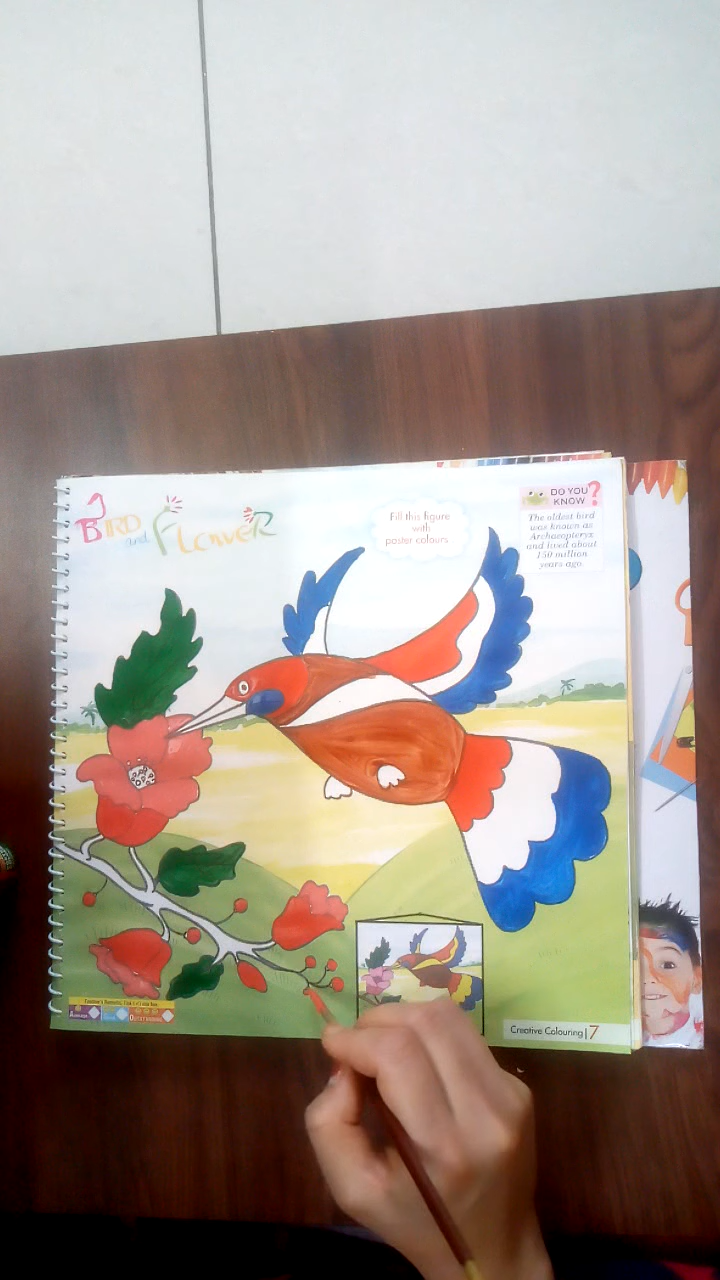 BIRD and FLOWER
Fill this figure
with
poster colours
DO YOU
KNOW ?
The oldest bird
was known as
Archaeopteryx
and lived about
150 million
years ago.
OUTSTANDING
Creative Colouring | 7